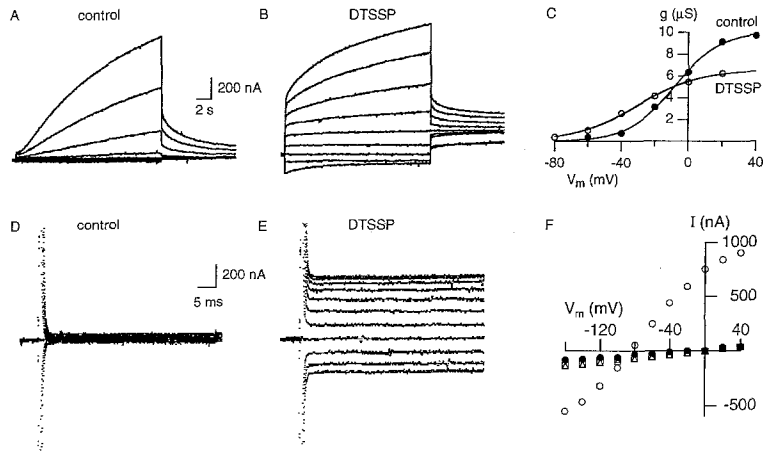 A control
200 nA
2 s
B DTSSP
C g (µS)
10
8
6
4
2
control
DTSSP
-80 -40 0 40
Vm (mV)
D control
200 nA
5 ms
E DTSSP
F I (nA)
1000
500
-500
Vm (mV)
-120 -40 40